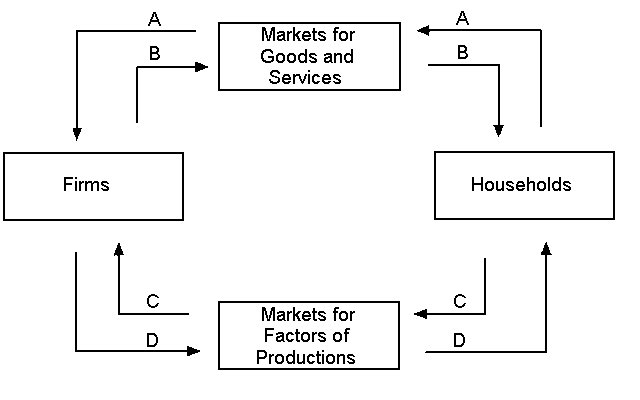 A
A
Markets for
Goods and
Services
B
B
Firms
Households
C
C
Markets for
Factors of
Productions
D
D